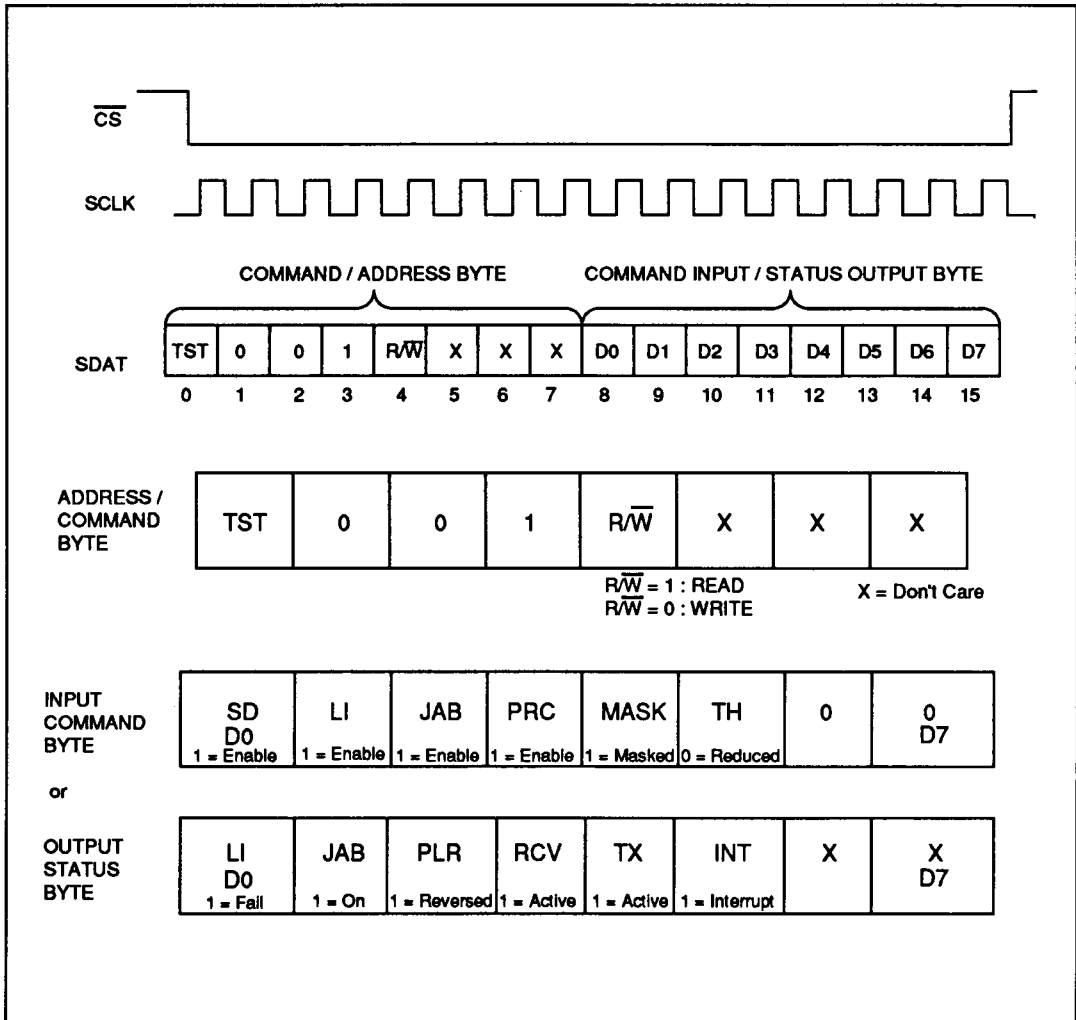 C̅S̅
SCLK
COMMAND / ADDRESS BYTE COMMAND INPUT / STATUS OUTPUT BYTE
SDAT TST 0 0 1 R/W̅ X X X D0 D1 D2 D3 D4 D5 D6 D7
0 1 2 3 4 5 6 7 8 9 10 11 12 13 14 15
ADDRESS /
COMMAND
BYTE
TST 0 0 1 R/W̅ X X X
R/W̅ = 1 : READ
R/W̅ = 0 : WRITE
X = Don't Care
INPUT
COMMAND
BYTE
SD LI JAB PRC MASK TH 0 0
D0 D7
1 = Enable 1 = Enable 1 = Enable 1 = Enable 1 = Masked 0 = Reduced
or
OUTPUT
STATUS
BYTE
LI JAB PLR RCV TX INT X X
D0 D7
1 = Fail 1 = On 1 = Reversed 1 = Active 1 = Active 1 = Interrupt